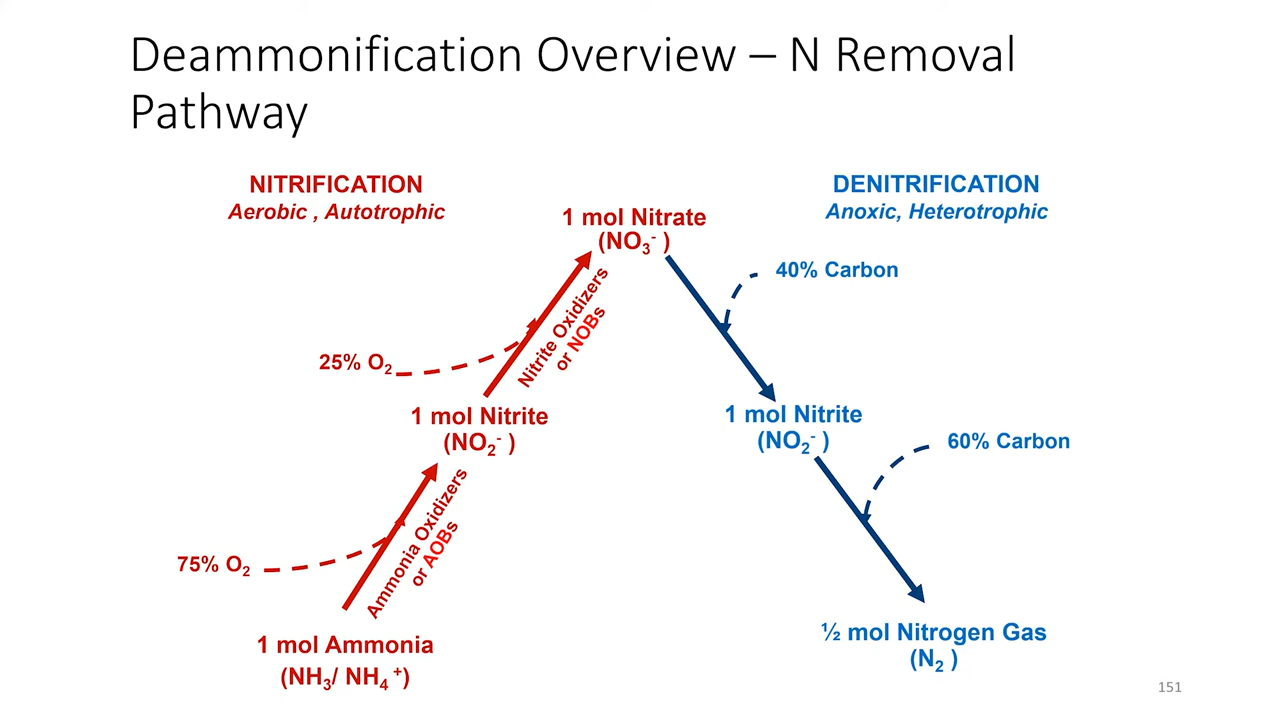 Deammonification Overview – N Removal
Pathway
NITRIFICATION
Aerobic , Autotrophic
DENITRIFICATION
Anoxic, Heterotrophic
1 mol Nitrate
(NO₃⁻ )
40% Carbon
Nitrite Oxidizers
or NOBs
25% O₂
1 mol Nitrite
(NO₂⁻ )
1 mol Nitrite
(NO₂⁻ )
60% Carbon
Ammonia Oxidizers
or AOBs
75% O₂
1 mol Ammonia
(NH₃/ NH₄ ⁺)
½ mol Nitrogen Gas
(N₂ )
151